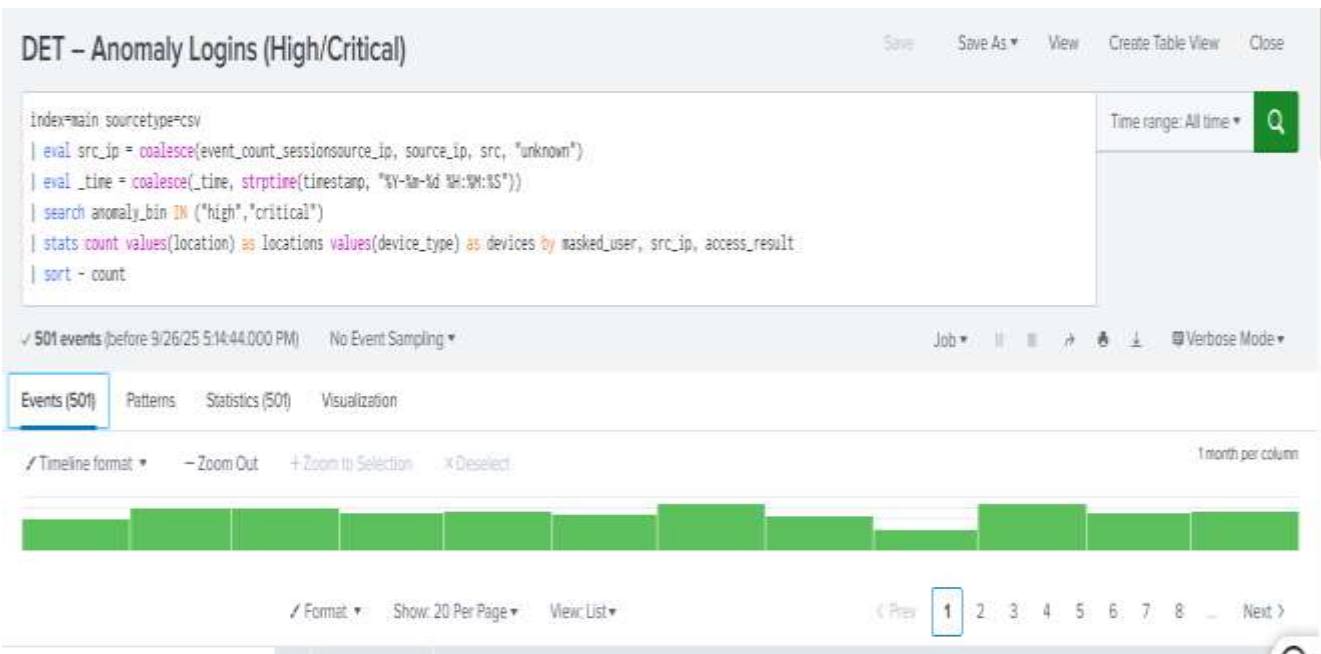 DET – Anomaly Logins (High/Critical)
Save Save As ▾ View Create Table View Close
index=main sourcetype=csv
| eval src_ip = coalesce(event_count_sessionsource_ip, source_ip, src, "unknown")
| eval _time = coalesce(_time, strptime(timestamp, "%Y-%m-%d %H:%M:%S"))
| search anomaly_bin IN ("high","critical")
| stats count values(location) as locations values(device_type) as devices by masked_user, src_ip, access_result
| sort - count
Time range: All time ▾
✓ 501 events (before 9/26/25 5:14:44.000 PM) No Event Sampling ▾ Job ▾ Verbose Mode ▾
Events (501) Patterns Statistics (501) Visualization
Timeline format ▾ – Zoom Out + Zoom to Selection × Deselect 1 month per column
Format ▾ Show: 20 Per Page ▾ View: List ▾ < Prev 1 2 3 4 5 6 7 8 ... Next >